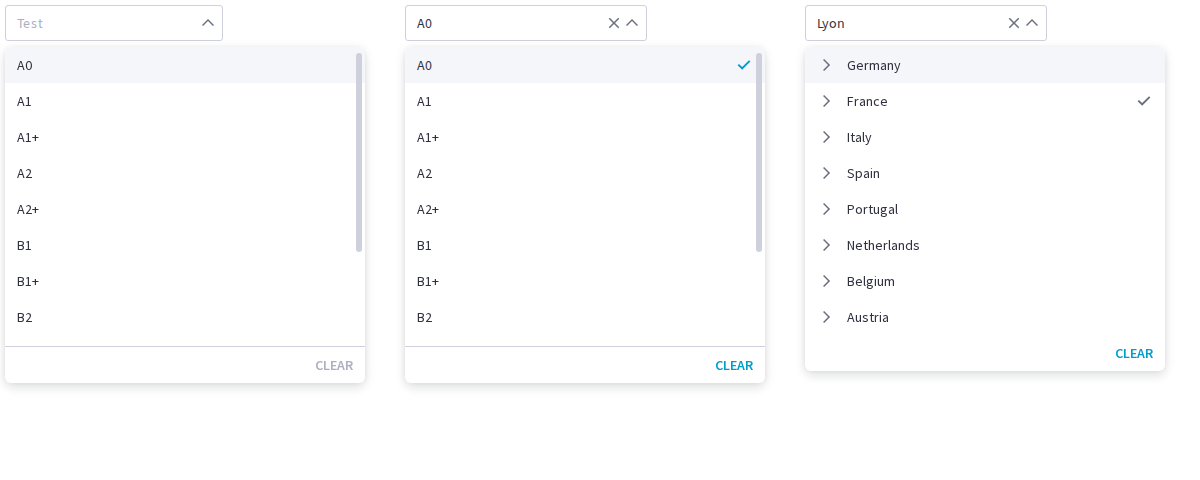 Test
A0
A1
A1+
A2
A2+
B1
B1+
B2
CLEAR
A0
A0
A1
A1+
A2
A2+
B1
B1+
B2
CLEAR
Lyon
Germany
France
Italy
Spain
Portugal
Netherlands
Belgium
Austria
CLEAR